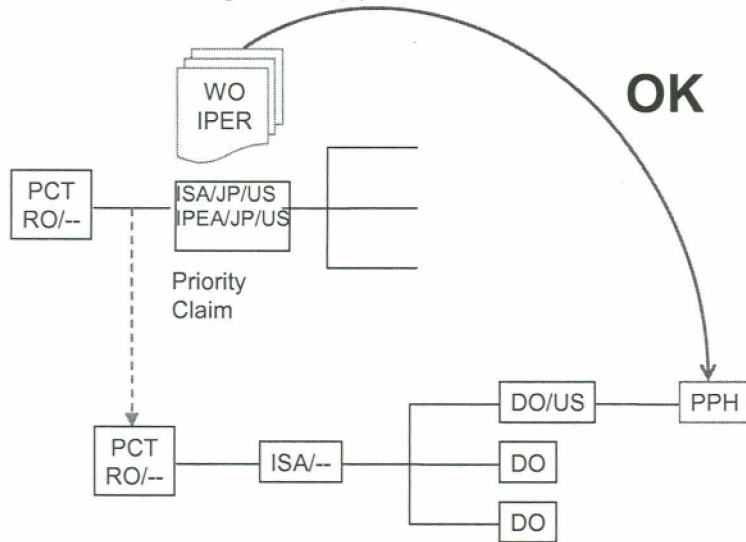 WO
IPER
OK
PCT
RO/--
ISA/JP/US
IPEA/JP/US
Priority
Claim
DO/US
PPH
PCT
RO/--
ISA/--
DO
DO